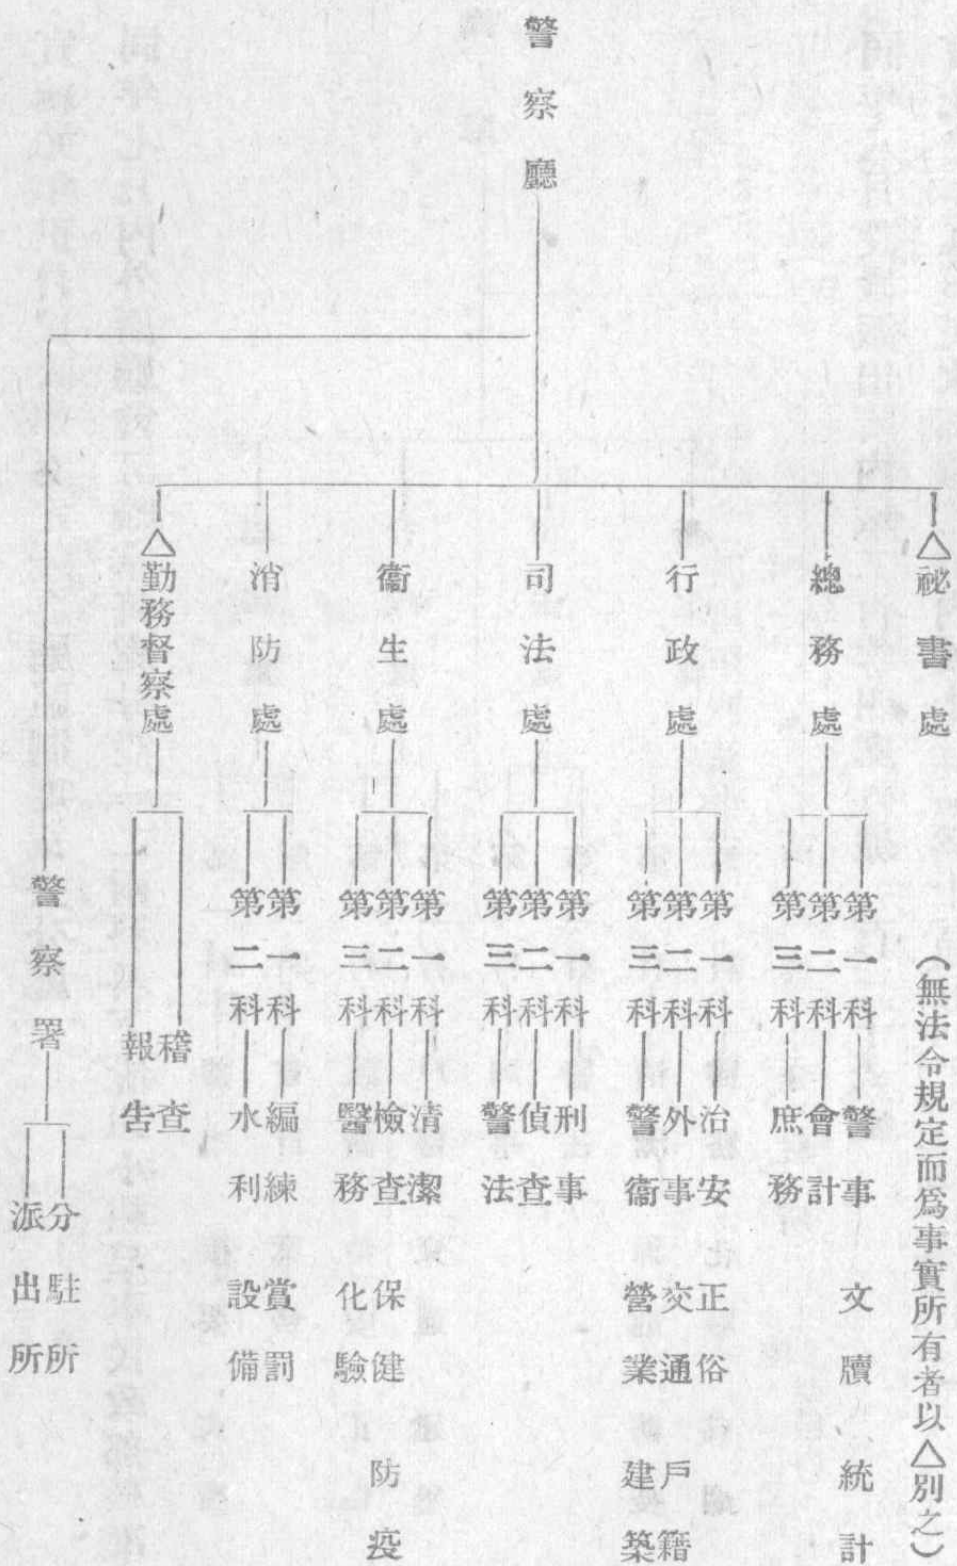 （無法令規定而爲事實所有者以△別之）
警察廳
△祕書處
總務處
第一科 警事 文牘 統計
第二科 會計
第三科 庶務
行政處
第一科 治安 正俗
第二科 外事 交通 戶籍
第三科 警衞 營業 建築
司法處
第一科 刑事
第二科 偵查
第三科 警法
衞生處
第一科 清潔
第二科 檢查 保健 防疫
第三科 醫務 化驗
消防處
第一科 編練 賞罰
第二科 水利 設備
△勤務督察處
稽查
報告
警察署
分駐所
派出所